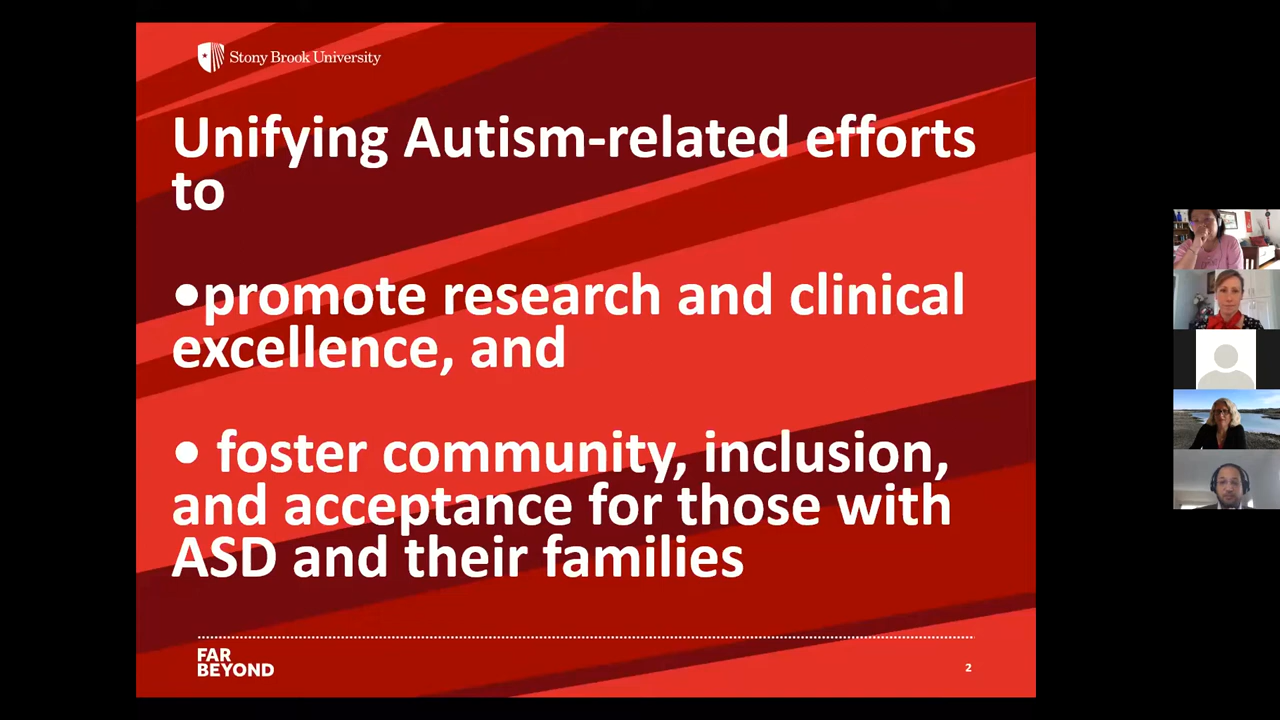 Stony Brook University
Unifying Autism-related efforts
to
•promote research and clinical
excellence, and
• foster community, inclusion,
and acceptance for those with
ASD and their families
FAR
BEYOND
2